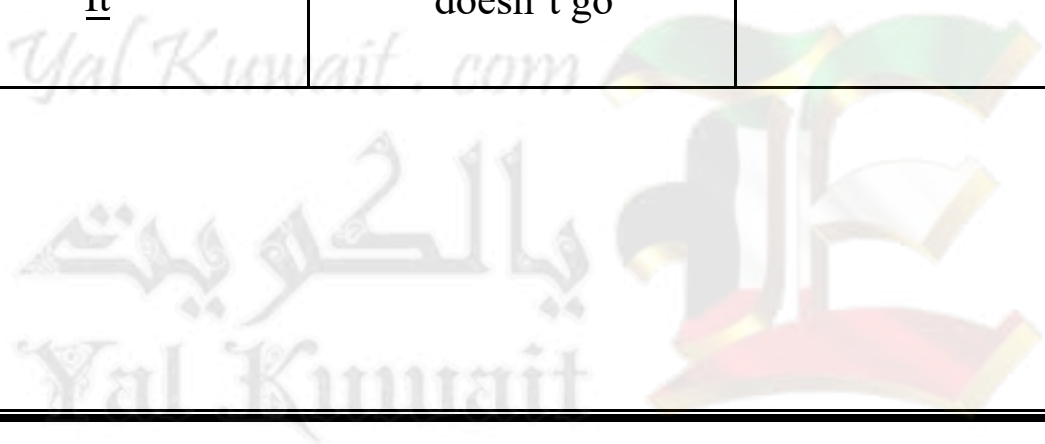 It doesn't go
Yal Kuwait . com
يالكويت
Yal Kuwait